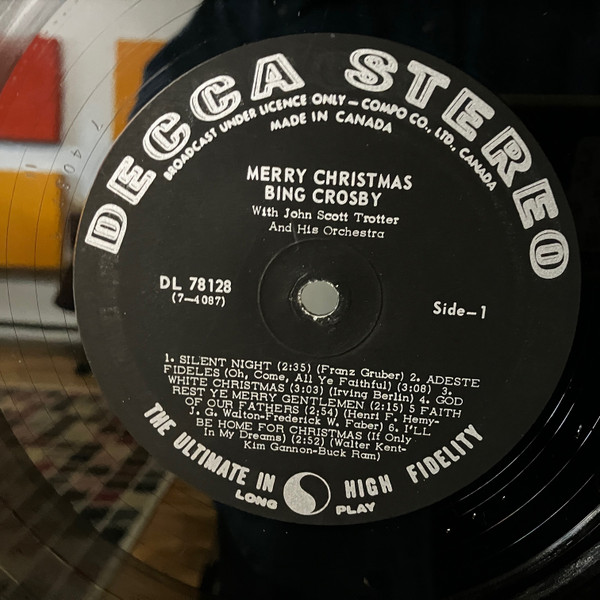 DECCA STEREO
BROADCAST UNDER LICENCE ONLY — COMPO CO., LTD., CANADA
MADE IN CANADA
MERRY CHRISTMAS
BING CROSBY
With John Scott Trotter
And His Orchestra
DL 78128
(7—4087)
Side—1
1. SILENT NIGHT (2:35) (Franz Gruber) 2. ADESTE
FIDELES (Oh, Come, All Ye Faithful) (3:08) 3.
WHITE CHRISTMAS (3:03) (Irving Berlin) 4. GOD
REST YE MERRY GENTLEMEN (2:15) 5 FAITH
OF OUR FATHERS (2:54) (Henri F. Hemy-
J. G. Walton-Frederick W. Faber) 6. I'LL
BE HOME FOR CHRISTMAS (If Only
In My Dreams) (2:52) (Walter Kent-
Kim Gannon-Buck Ram)
THE ULTIMATE IN HIGH FIDELITY
LONG PLAY